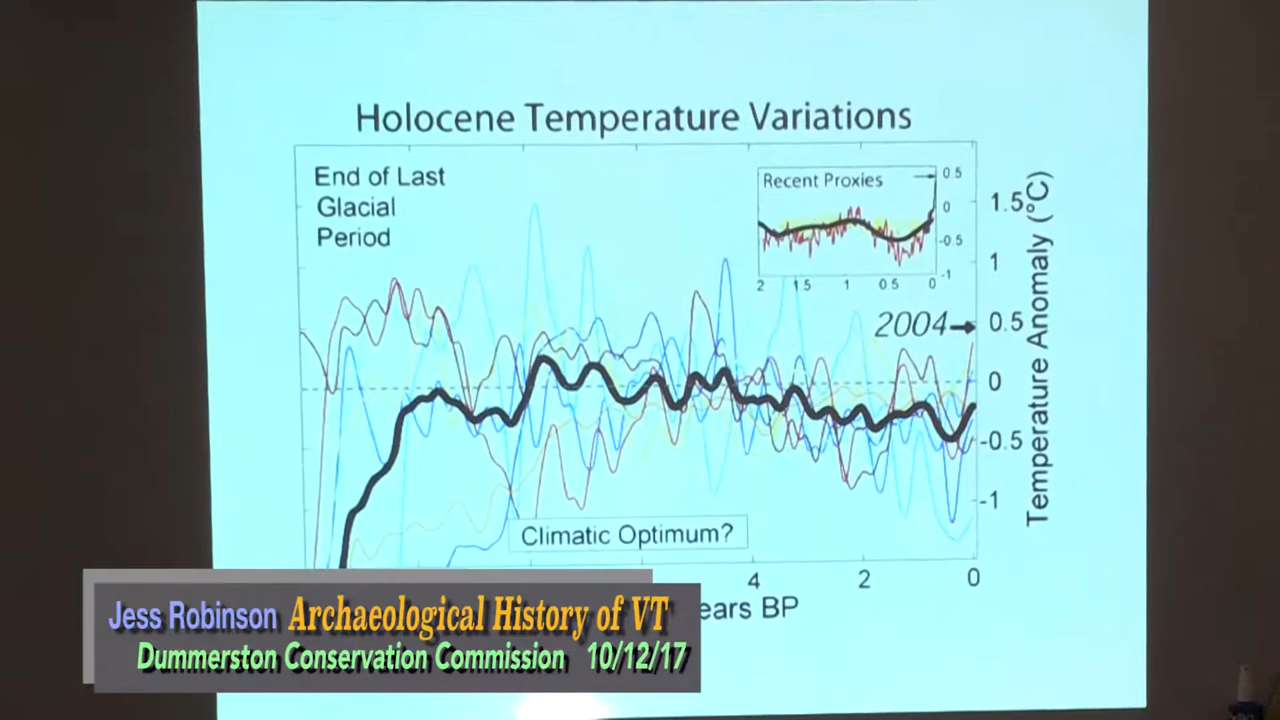 Holocene Temperature Variations
End of Last
Glacial
Period
Recent Proxies
0.5
0
-0.5
-1
2 1.5 1 0.5 0
1.5
1
0.5
0
-0.5
-1
Temperature Anomaly (°C)
2004
Climatic Optimum?
4 2 0
BP
Jess Robinson Archaeological History of VT
Dummerston Conservation Commission 10/12/17